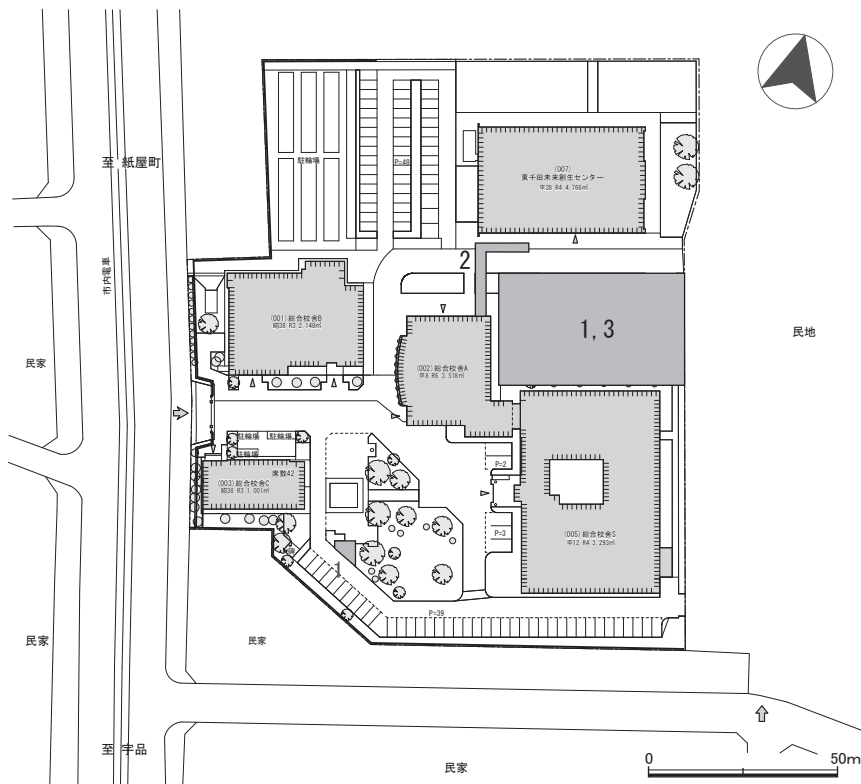 至 紙屋町
市内電車
駐輪場
P=48
(007)
東千田未来創生センター
平28 R4 4,766㎡
2
1, 3
(001)総合校舎B
昭38 R3 2,148㎡
(002)総合校舎A
平8 R6 3,518㎡
民家
民地
駐輪場
駐輪場
駐輪場
席数42
(003)総合校舎C
昭38 R3 1,001㎡
P=2
P=3
(005)総合校舎S
平12 R4 3,293㎡
1
P=39
民家
民家
至 宇品
民家
0
50m